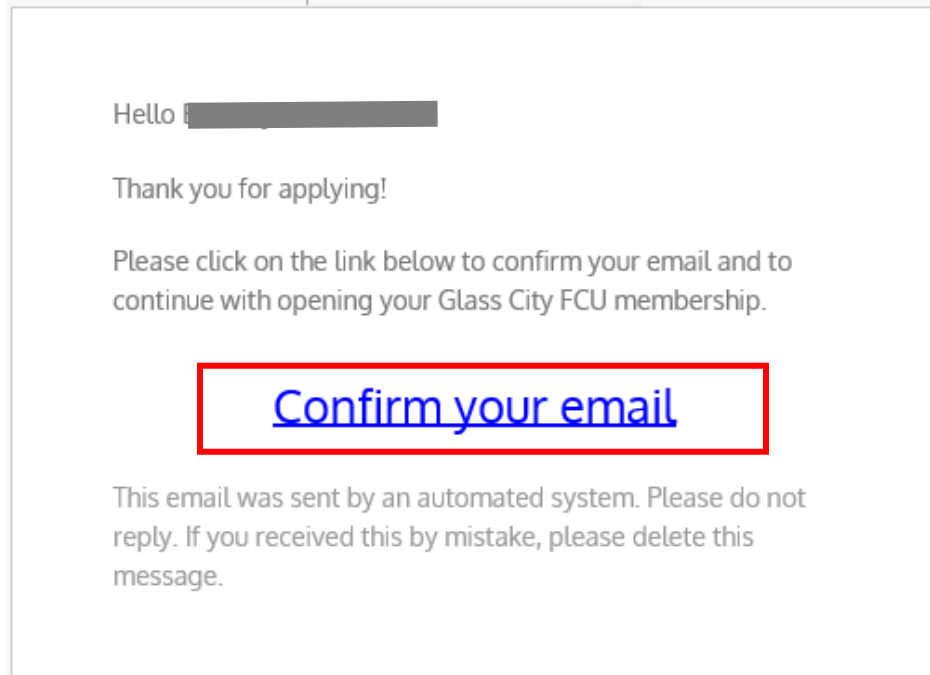 Hello
Thank you for applying!
Please click on the link below to confirm your email and to
continue with opening your Glass City FCU membership.
Confirm your email
This email was sent by an automated system. Please do not
reply. If you received this by mistake, please delete this
message.